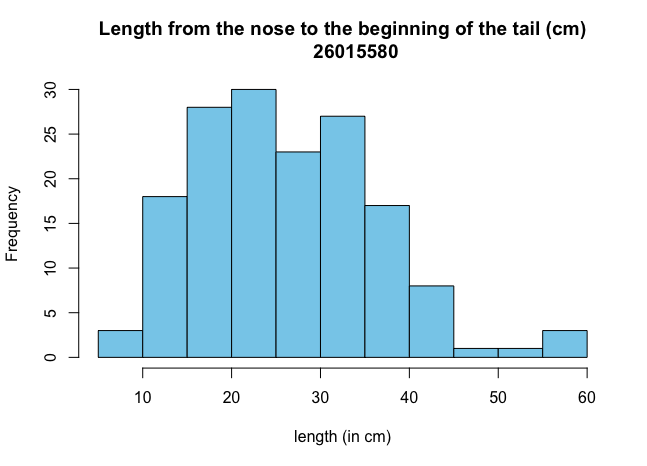 Length from the nose to the beginning of the tail (cm)
26015580
Frequency
30
25
20
15
10
5
0
10 20 30 40 50 60
length (in cm)